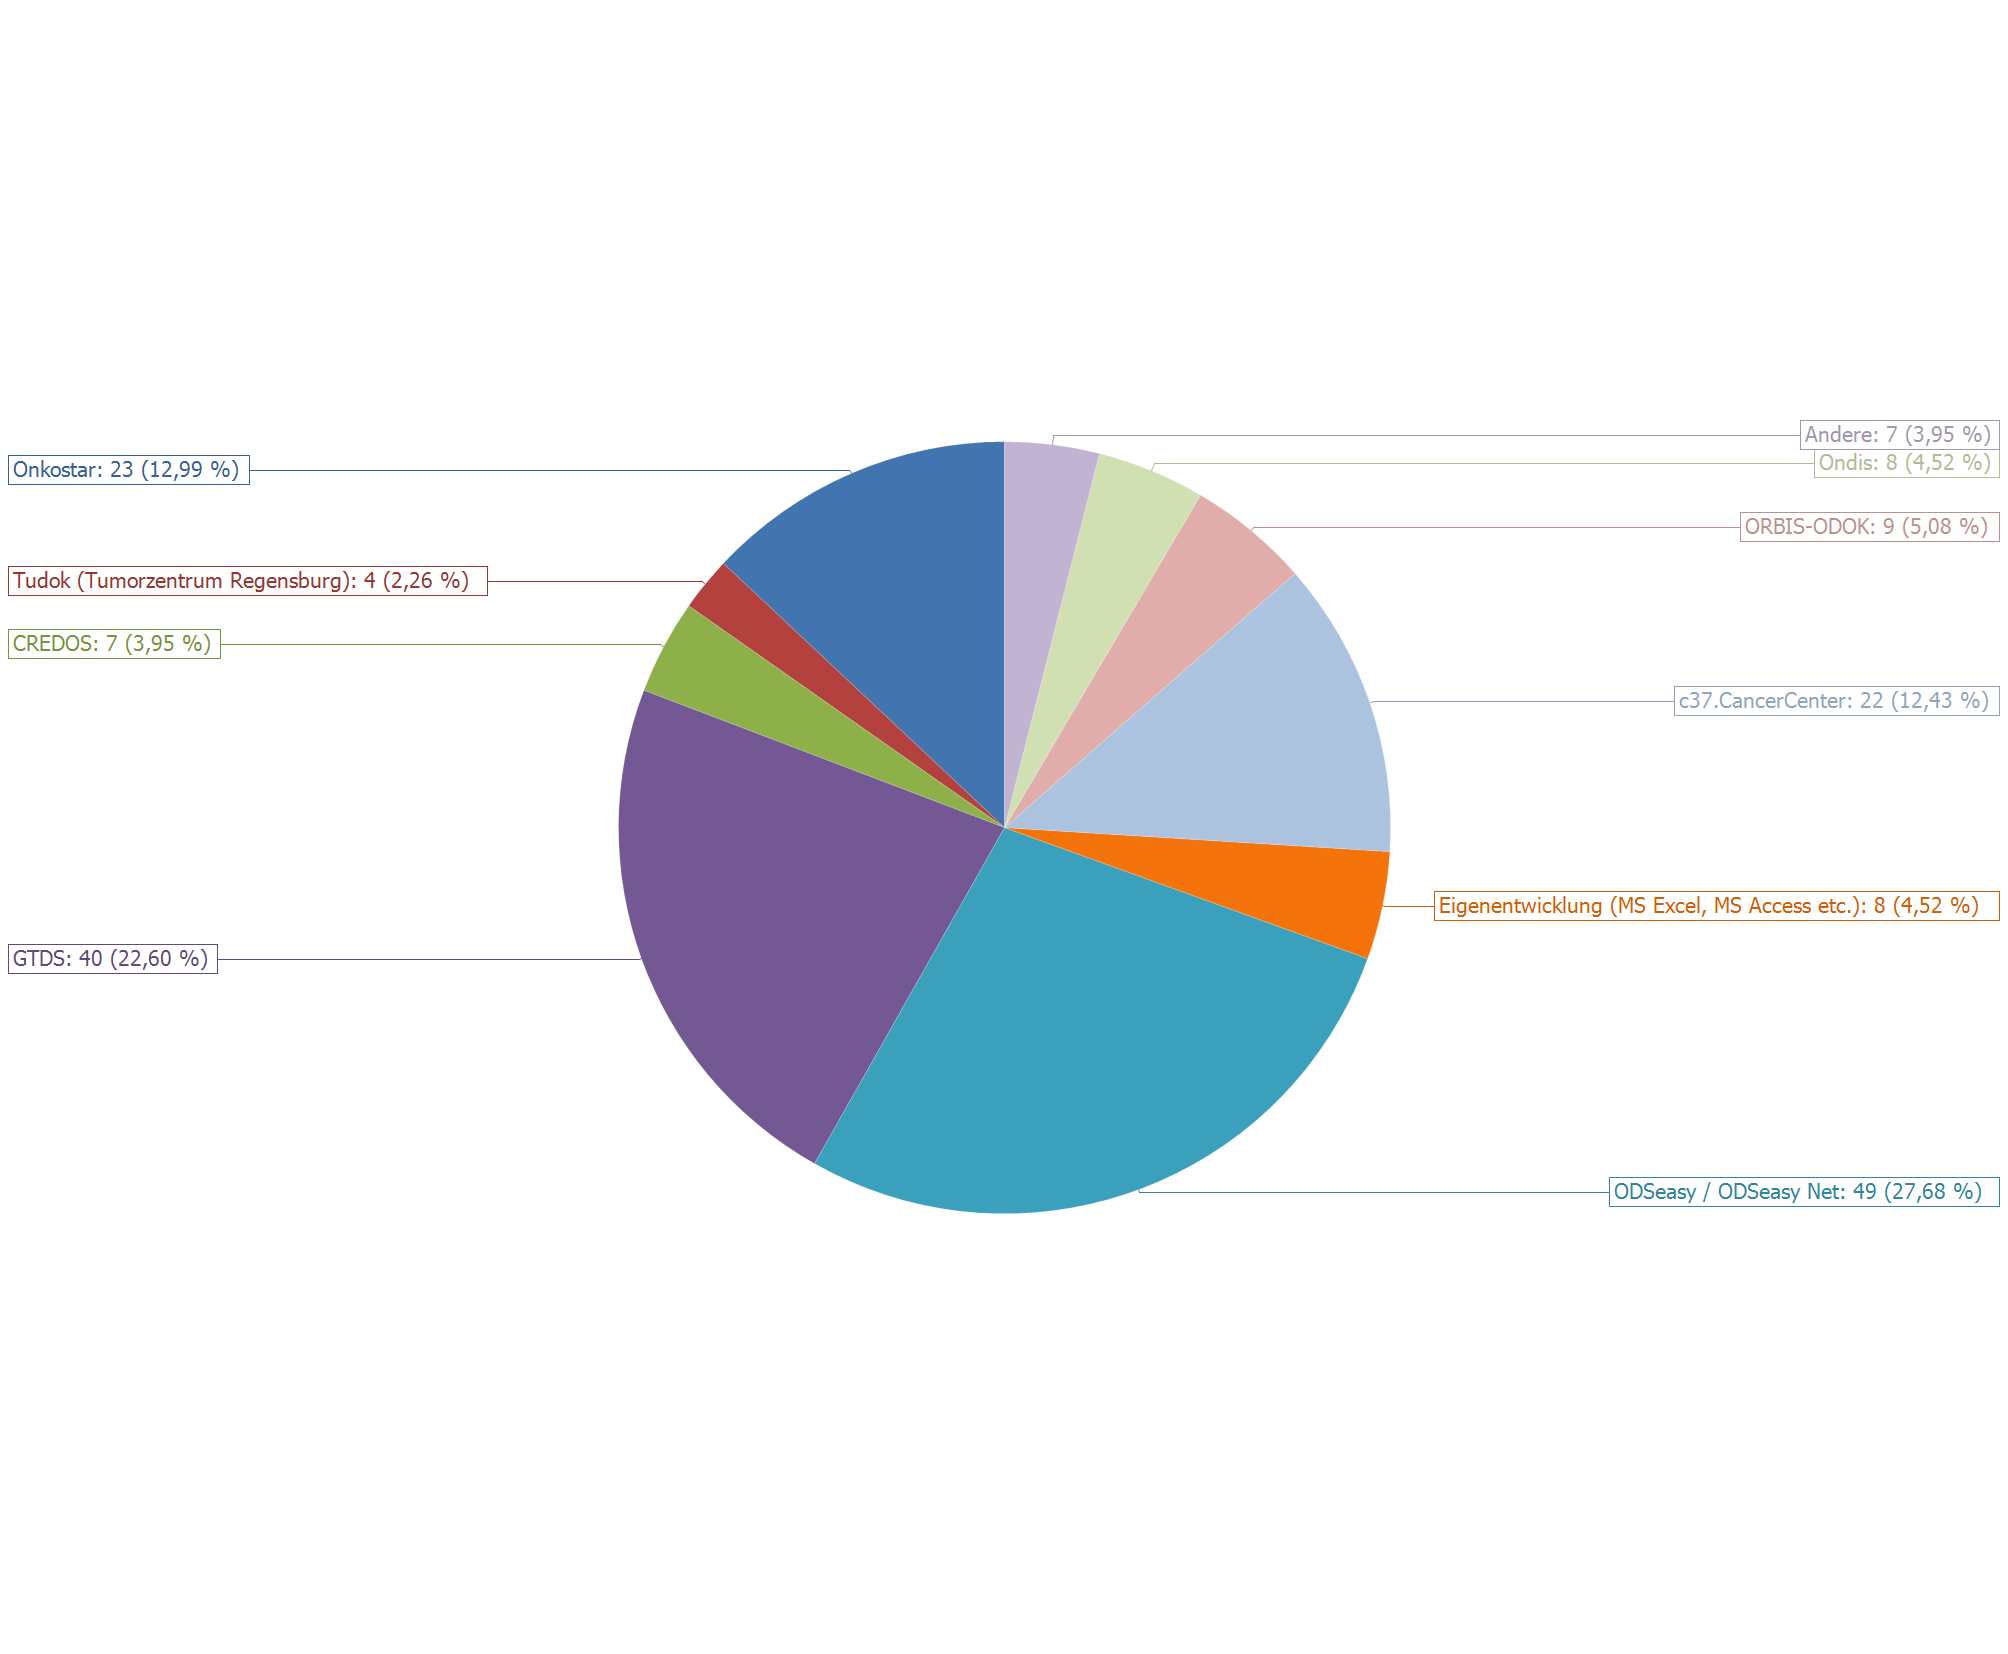 Andere: 7 (3,95 %)
Onkostar: 23 (12,99 %)
Ondis: 8 (4,52 %)
ORBIS-ODOK: 9 (5,08 %)
Tudok (Tumorzentrum Regensburg): 4 (2,26 %)
CREDOS: 7 (3,95 %)
c37.CancerCenter: 22 (12,43 %)
Eigenentwicklung (MS Excel, MS Access etc.): 8 (4,52 %)
GTDS: 40 (22,60 %)
ODSeasy / ODSeasy Net: 49 (27,68 %)